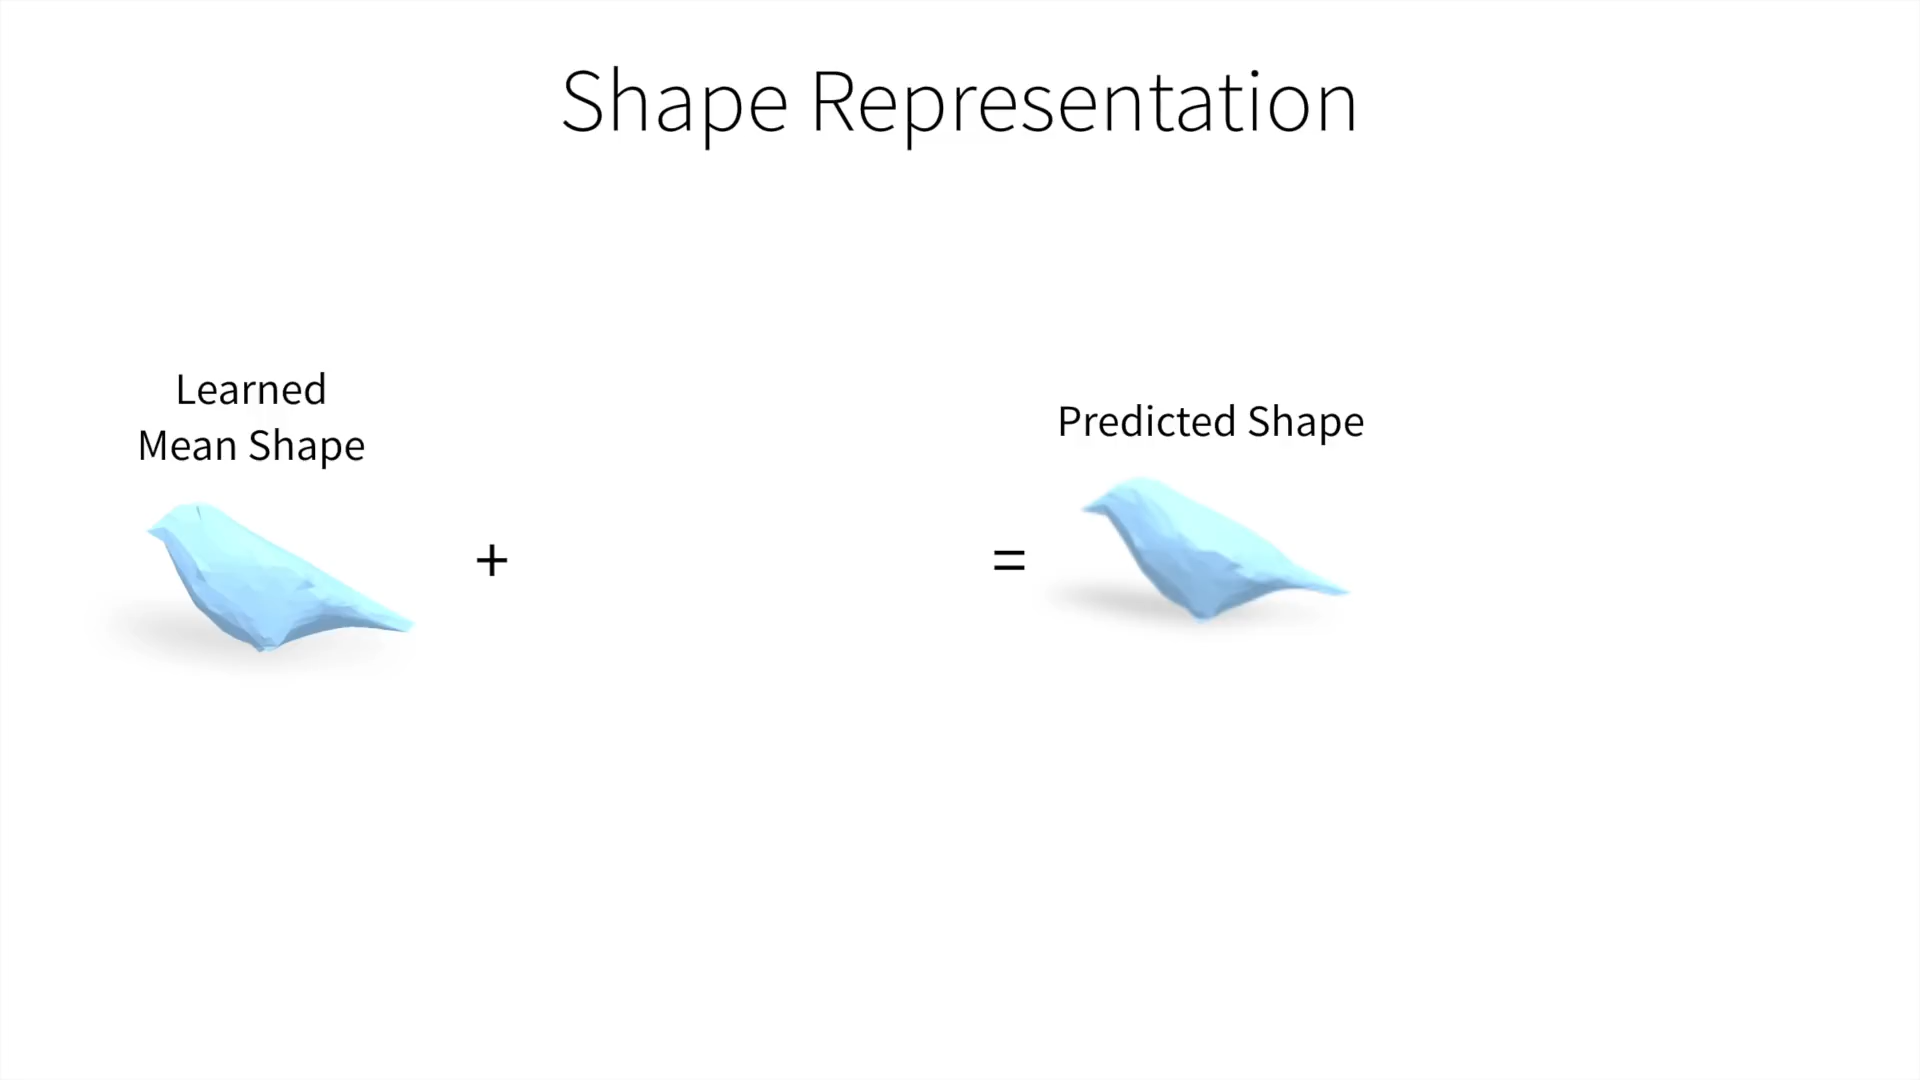 Shape Representation
Learned
Mean Shape
+
=
Predicted Shape